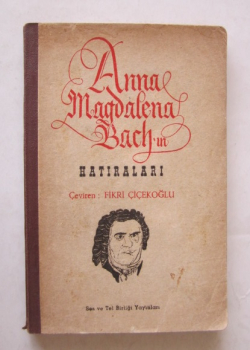 Anna
Magdalena
Bach'ın
HATIRALARI
Çeviren : FİKRİ ÇİÇEKOĞLU
Ses ve Tel Birliği Yayınları